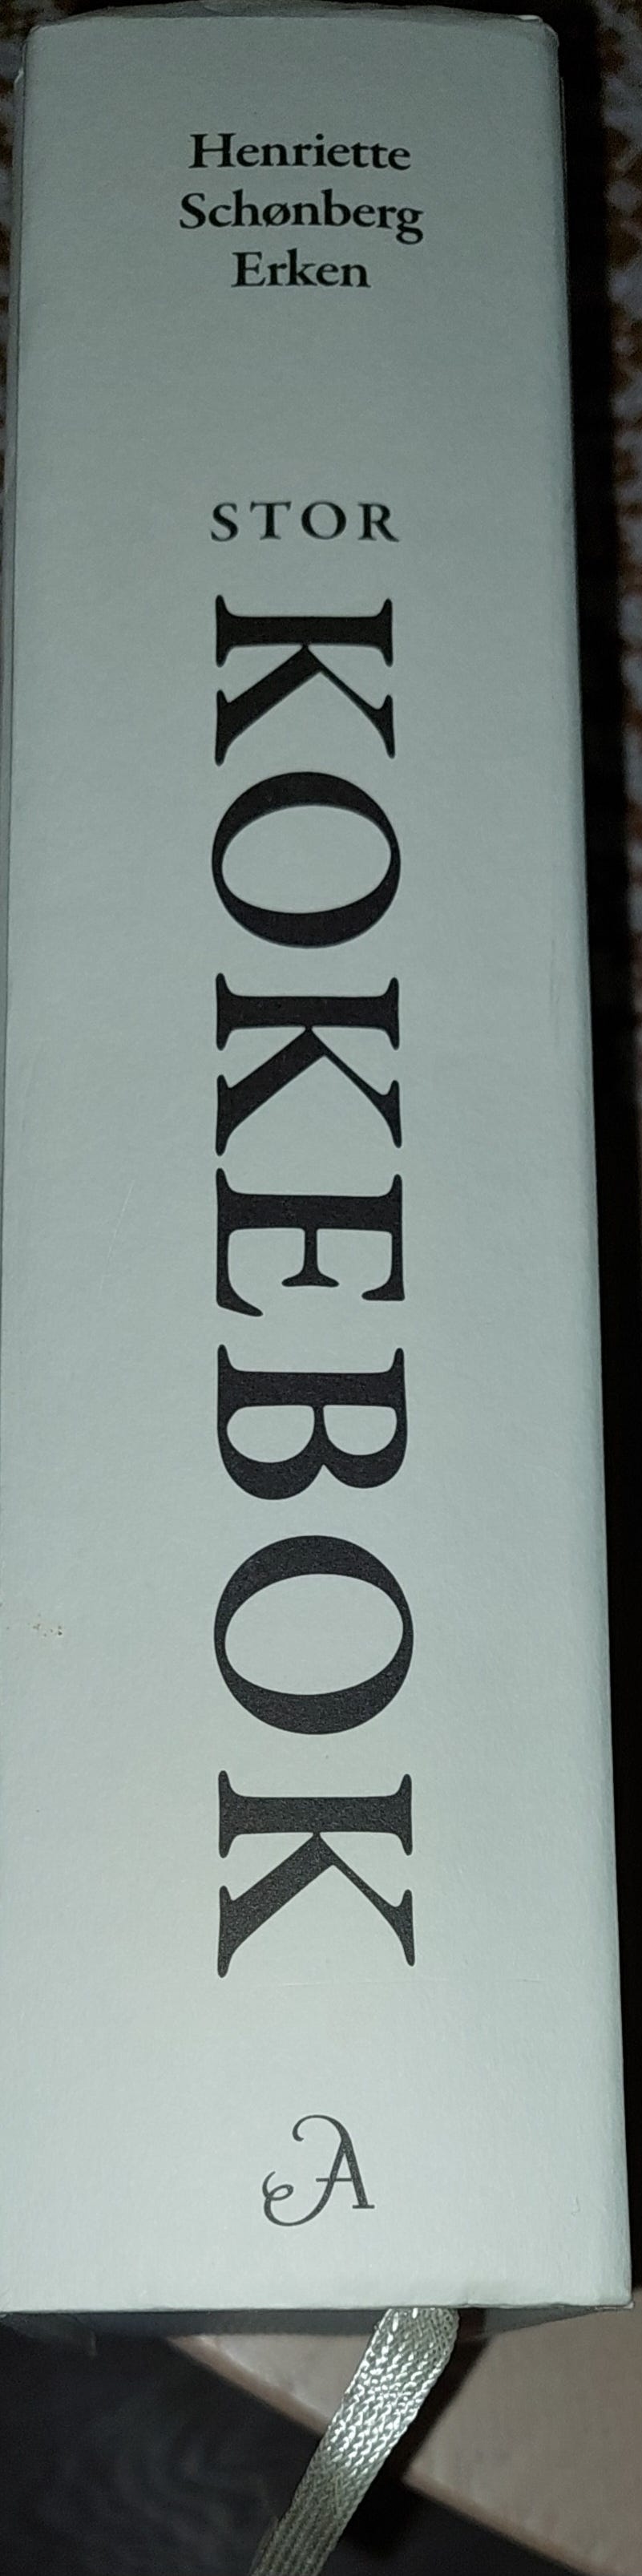 Henriette
Schønberg
Erken
STOR
KOKEBOK
A